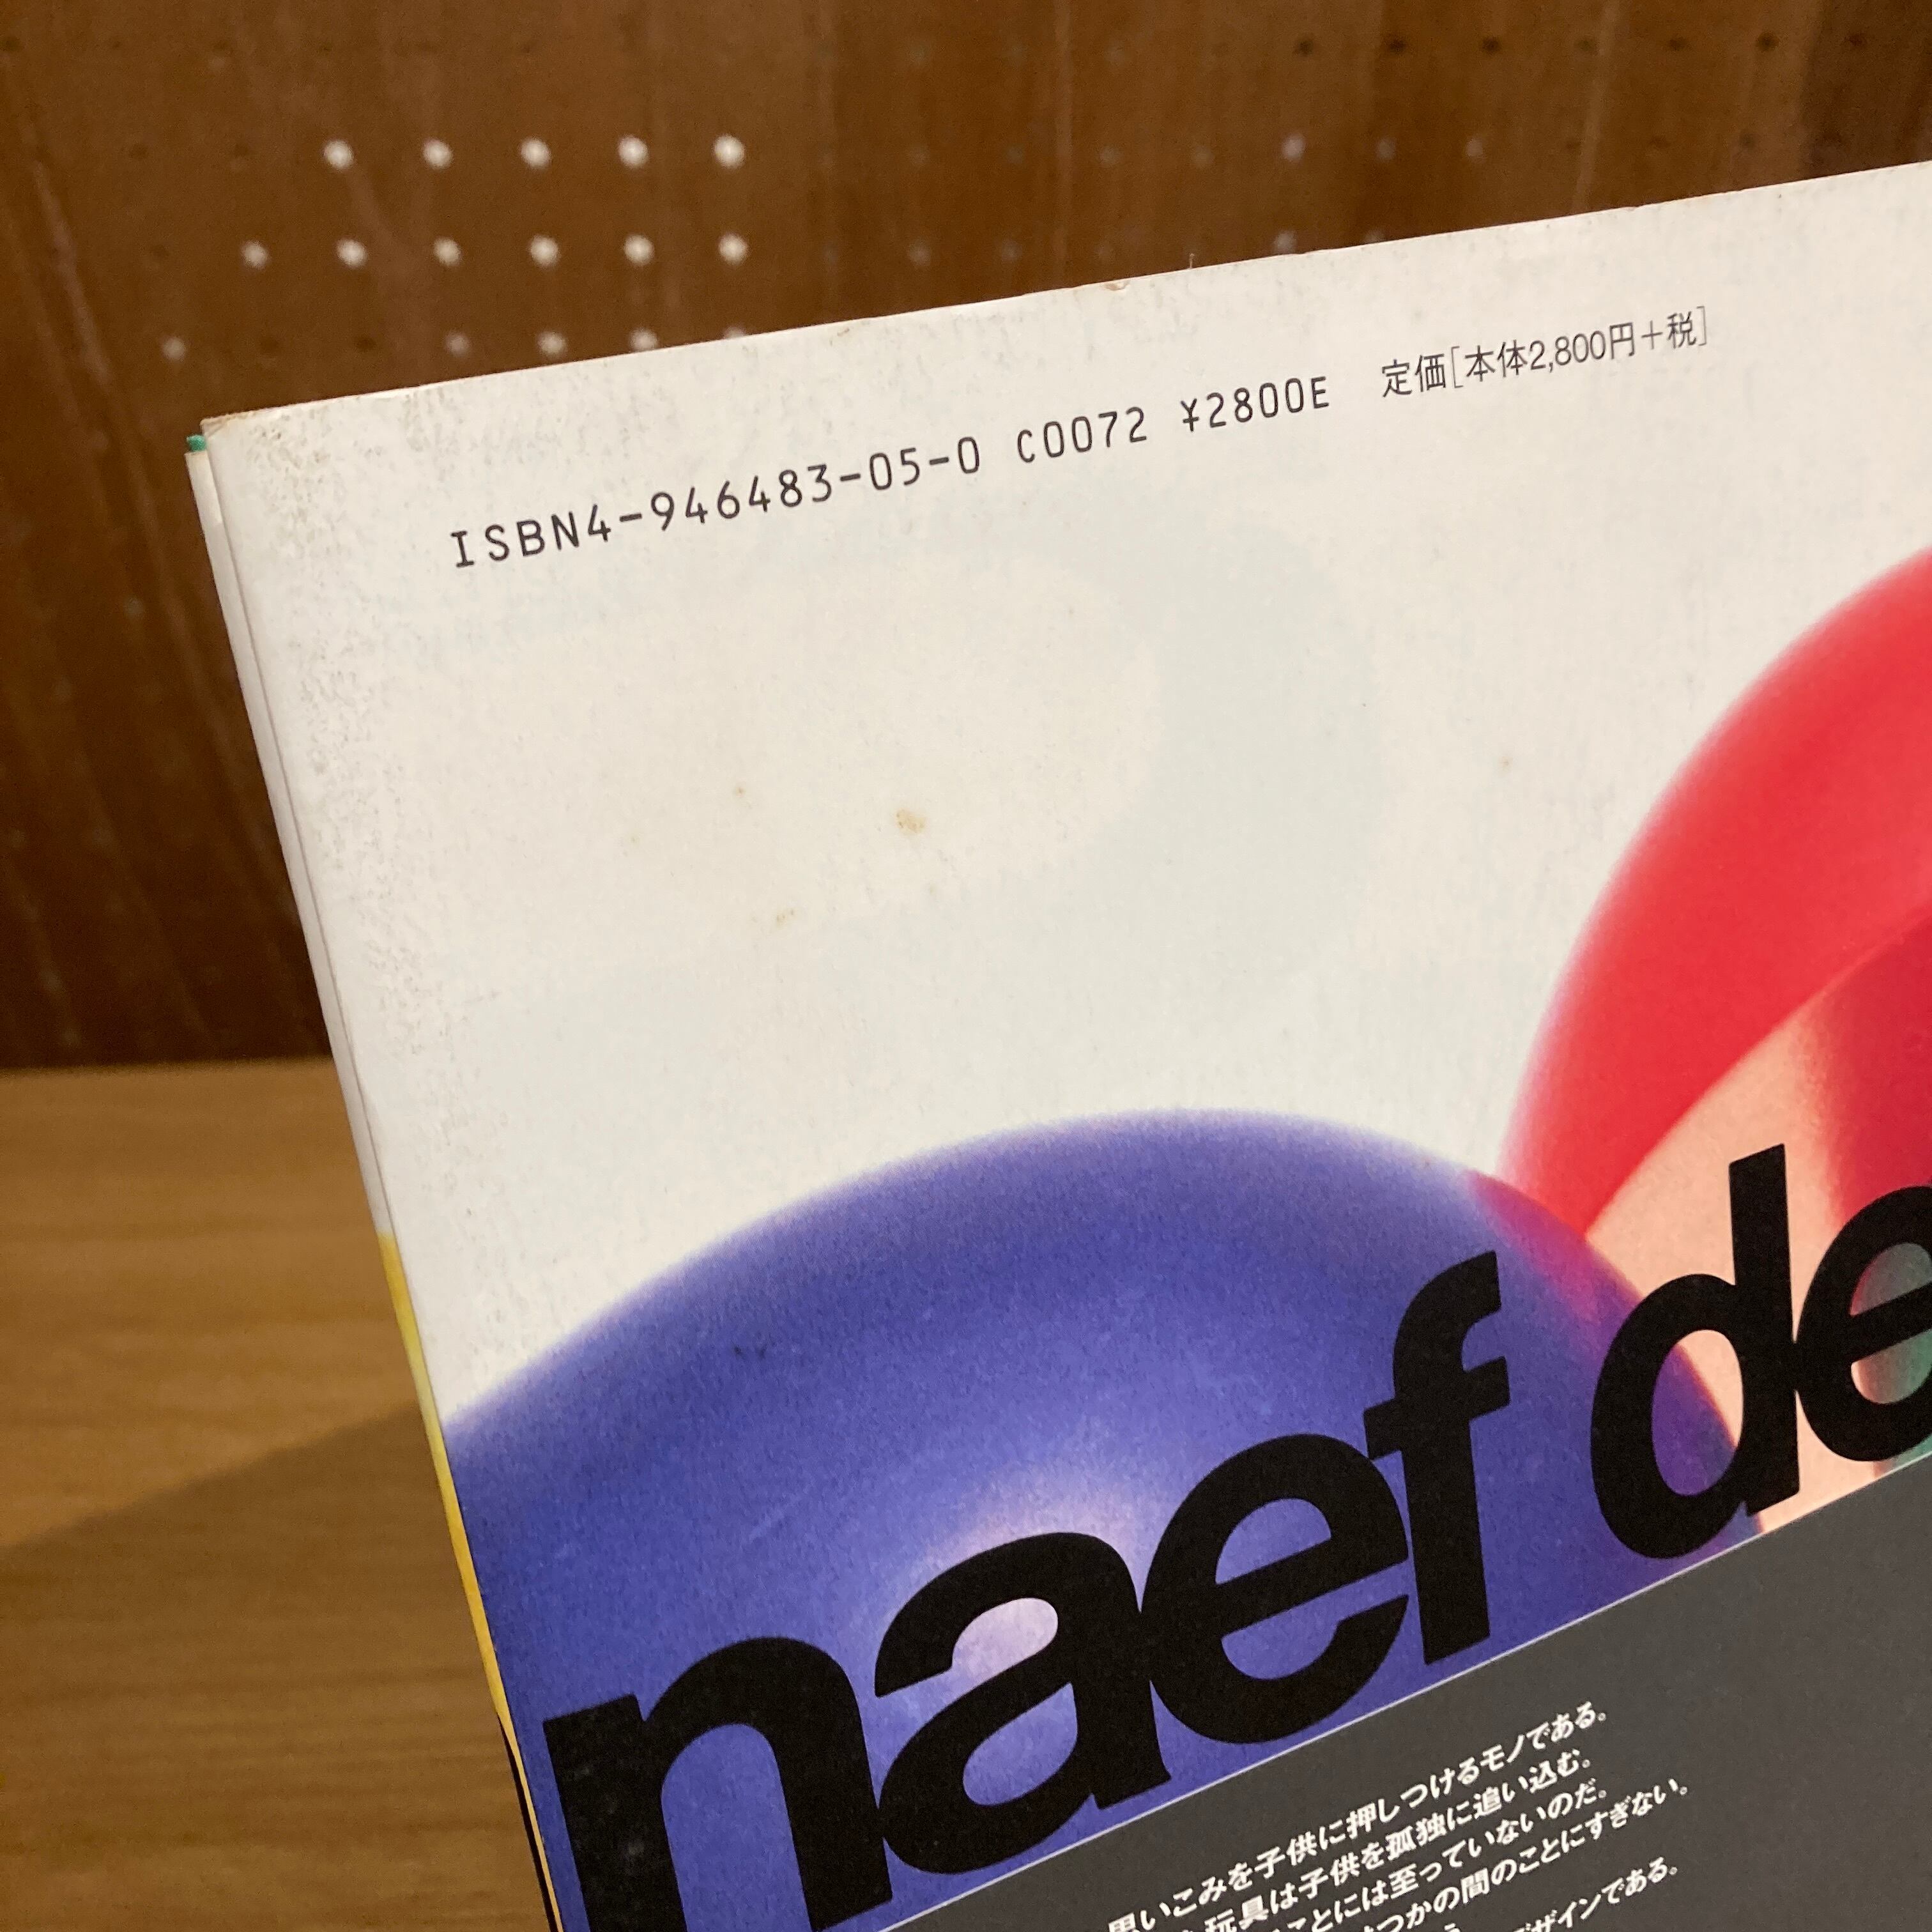 ISBN4-946483-05-0 C0072 ¥2800E 定価[本体2,800円+税]
naef de
思いこみを子供に押しつけるモノである。
玩具は子供を孤独に追い込む。
ことには至っていないのだ。
つかの間のことにすぎない。
デザインである。